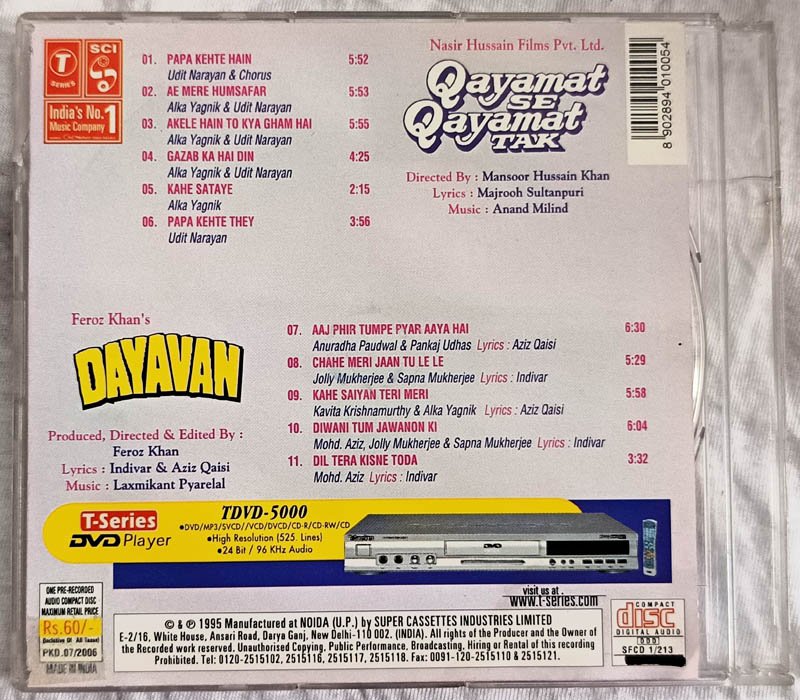 T
SERIES
SCI
India's No. 1
Music Company
01. PAPA KEHTE HAIN 5:52
Udit Narayan & Chorus
02. AE MERE HUMSAFAR 5:53
Alka Yagnik & Udit Narayan
03. AKELE HAIN TO KYA GHAM HAI 5:55
Alka Yagnik & Udit Narayan
04. GAZAB KA HAI DIN 4:25
Alka Yagnik & Udit Narayan
05. KAHE SATAYE 2:15
Alka Yagnik
06. PAPA KEHTE THEY 3:56
Udit Narayan
Nasir Hussain Films Pvt. Ltd.
Qayamat
SE
Qayamat
TAK
Directed By : Mansoor Hussain Khan
Lyrics : Majrooh Sultanpuri
Music : Anand Milind
8 902894 010054
Feroz Khan's
DAYAVAN
Produced, Directed & Edited By :
Feroz Khan
Lyrics : Indivar & Aziz Qaisi
Music : Laxmikant Pyarelal
07. AAJ PHIR TUMPE PYAR AAYA HAI 6:30
Anuradha Paudwal & Pankaj Udhas Lyrics : Aziz Qaisi
08. CHAHE MERI JAAN TU LE LE 5:29
Jolly Mukherjee & Sapna Mukherjee Lyrics : Indivar
09. KAHE SAIYAN TERI MERI 5:58
Kavita Krishnamurthy & Alka Yagnik Lyrics : Aziz Qaisi
10. DIWANI TUM JAWANON KI 6:04
Mohd. Aziz, Jolly Mukherjee & Sapna Mukherjee Lyrics : Indivar
11. DIL TERA KISNE TODA 3:32
Mohd. Aziz Lyrics : Indivar
T-Series
DVD Player
TDVD-5000
•DVD/MP3/SVCD//VCD/DVCD/CD-R/CD-RW/CD
•High Resolution (525. Lines)
•24 Bit / 96 KHz Audio
visit us at
www.t-series.com
ONE PRE-RECORDED
AUDIO COMPACT DISC
MAXIMUM RETAIL PRICE
Rs.60/-
(Inclusive Of All Taxes)
PKD.07/2006
MADE IN INDIA
© & ℗ 1995 Manufactured at NOIDA (U.P.) by SUPER CASSETTES INDUSTRIES LIMITED
E-2/16, White House, Ansari Road, Darya Ganj, New Delhi-110 002. (INDIA). All rights of the Producer and the Owner of
the Recorded work reserved. Unauthorised Copying, Public Performance, Broadcasting, Hiring or Rental of this recording
Prohibited. Tel: 0120-2515102, 2515116, 2515117, 2515118. Fax: 0091-120-2515110 & 2515121.
COMPACT
disc
DIGITAL AUDIO
DDD
SFCD 1/213